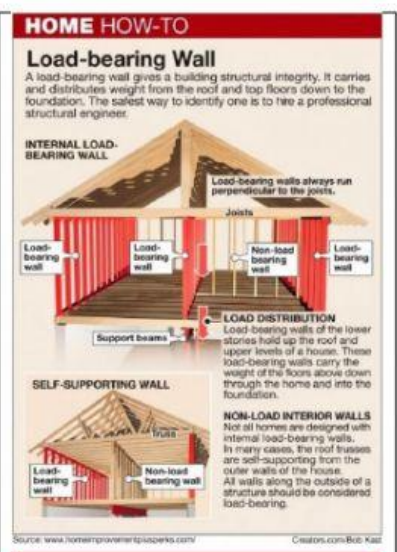 HOME HOW-TO
Load-bearing Wall
A load-bearing wall gives a building structural integrity. It carries
and distributes weight from the roof and top floors down to the
foundation. The safest way to identify one is to hire a professional
structural engineer.
INTERNAL LOAD-
BEARING WALL
Load-bearing walls always run
perpendicular to the joists.
Joists
Load-
bearing
wall
Load-
bearing
wall
Non-load
bearing
wall
Load-
bearing
wall
Support beams
LOAD DISTRIBUTION
Load-bearing walls of the lower
stories hold up the roof and
upper levels of a house. These
load-bearing walls carry the
weight of the floors above down
through the home and into the
foundation.
SELF-SUPPORTING WALL
Truss
Load-
bearing
wall
Non-load
bearing wall
NON-LOAD INTERIOR WALLS
Not all homes are designed with
internal load-bearing walls.
In many cases, the roof trusses
are self-supporting from the
outer walls of the house.
All walls along the outside of a
structure should be considered
load-bearing.
Source: www.homeimprovementplusperks.com/
Creators.com/Bob Kast